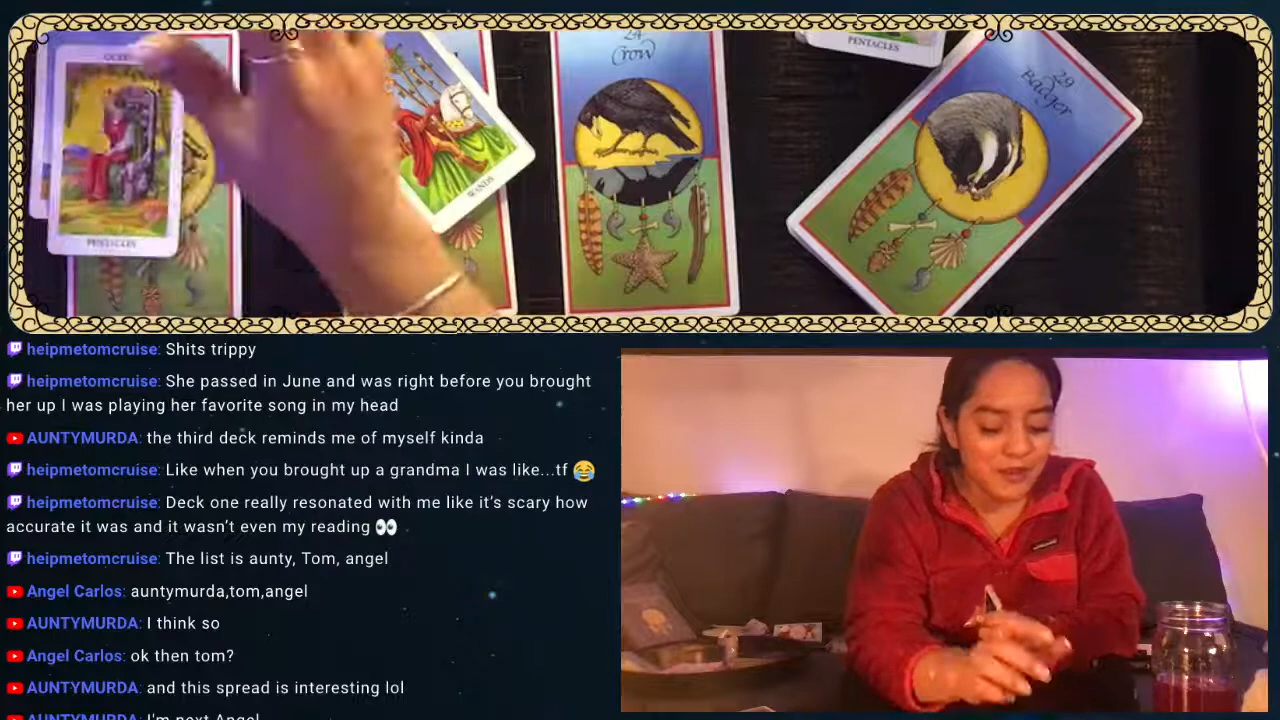 PENTACLES
24
Crow
29
Badger
PENTACLES
WANDS
heipmetomcruise: Shits trippy
heipmetomcruise: She passed in June and was right before you brought
her up I was playing her favorite song in my head
AUNTYMURDA: the third deck reminds me of myself kinda
heipmetomcruise: Like when you brought up a grandma I was like...tf 😂
heipmetomcruise: Deck one really resonated with me like it’s scary how
accurate it was and it wasn’t even my reading 👀
heipmetomcruise: The list is aunty, Tom, angel
Angel Carlos: auntymurda,tom,angel
AUNTYMURDA: I think so
Angel Carlos: ok then tom?
AUNTYMURDA: and this spread is interesting lol
AUNTYMURDA: I'm next Angel